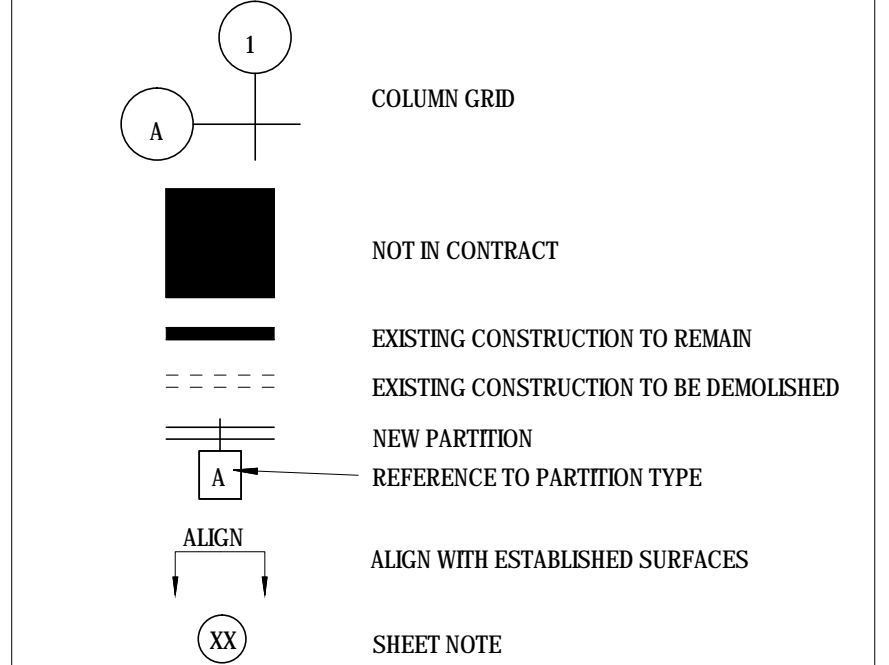 1
A
COLUMN GRID
NOT IN CONTRACT
EXISTING CONSTRUCTION TO REMAIN
EXISTING CONSTRUCTION TO BE DEMOLISHED
NEW PARTITION
A
REFERENCE TO PARTITION TYPE
ALIGN
ALIGN WITH ESTABLISHED SURFACES
XX
SHEET NOTE